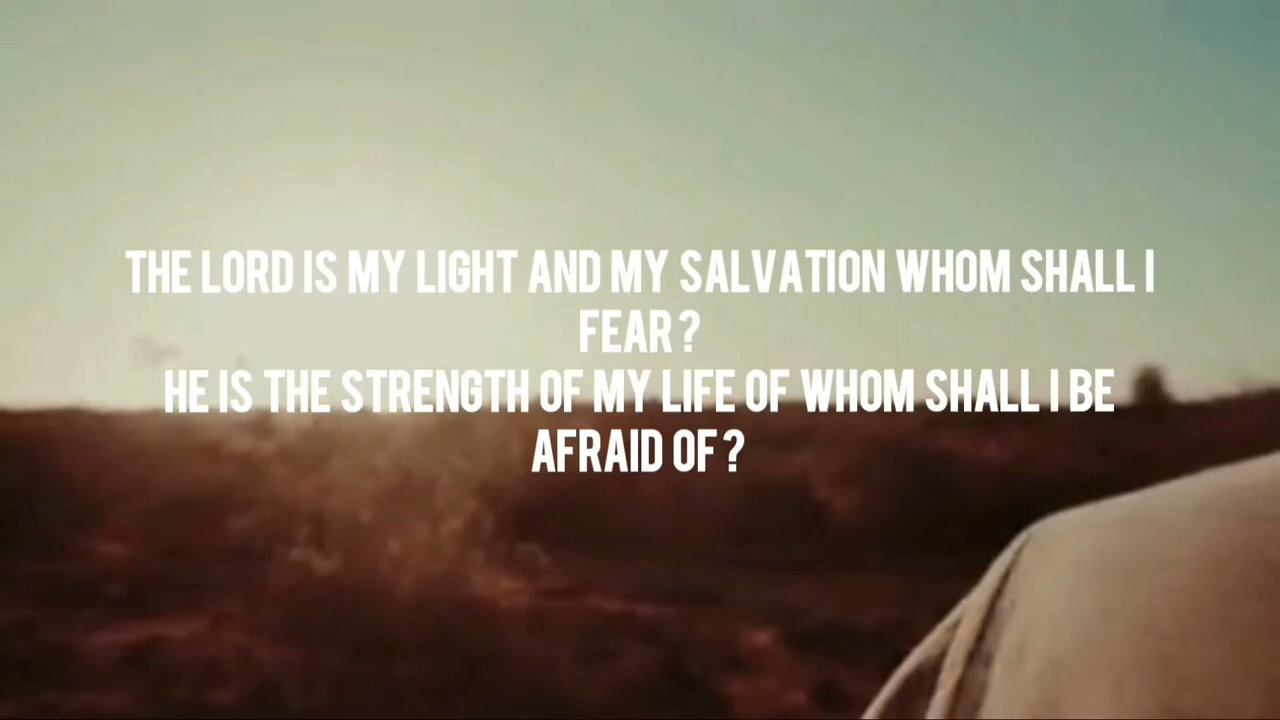 THE LORD IS MY LIGHT AND MY SALVATION WHOM SHALL I
FEAR?
HE IS THE STRENGTH OF MY LIFE OF WHOM SHALL I BE
AFRAID OF?